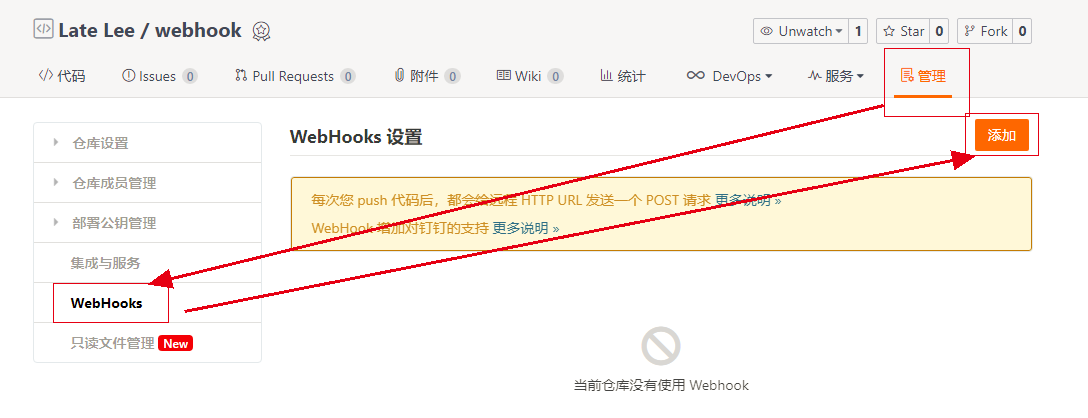 Late Lee / webhook
Unwatch 1 Star 0 Fork 0
代码 Issues 0 Pull Requests 0 附件 0 Wiki 0 统计 DevOps 服务 管理
仓库设置
仓库成员管理
部署公钥管理
集成与服务
WebHooks
只读文件管理 New
WebHooks 设置
添加
每次您 push 代码后，都会给远程 HTTP URL 发送一个 POST 请求 更多说明 »
WebHook 增加对钉钉的支持 更多说明 »
当前仓库没有使用 Webhook